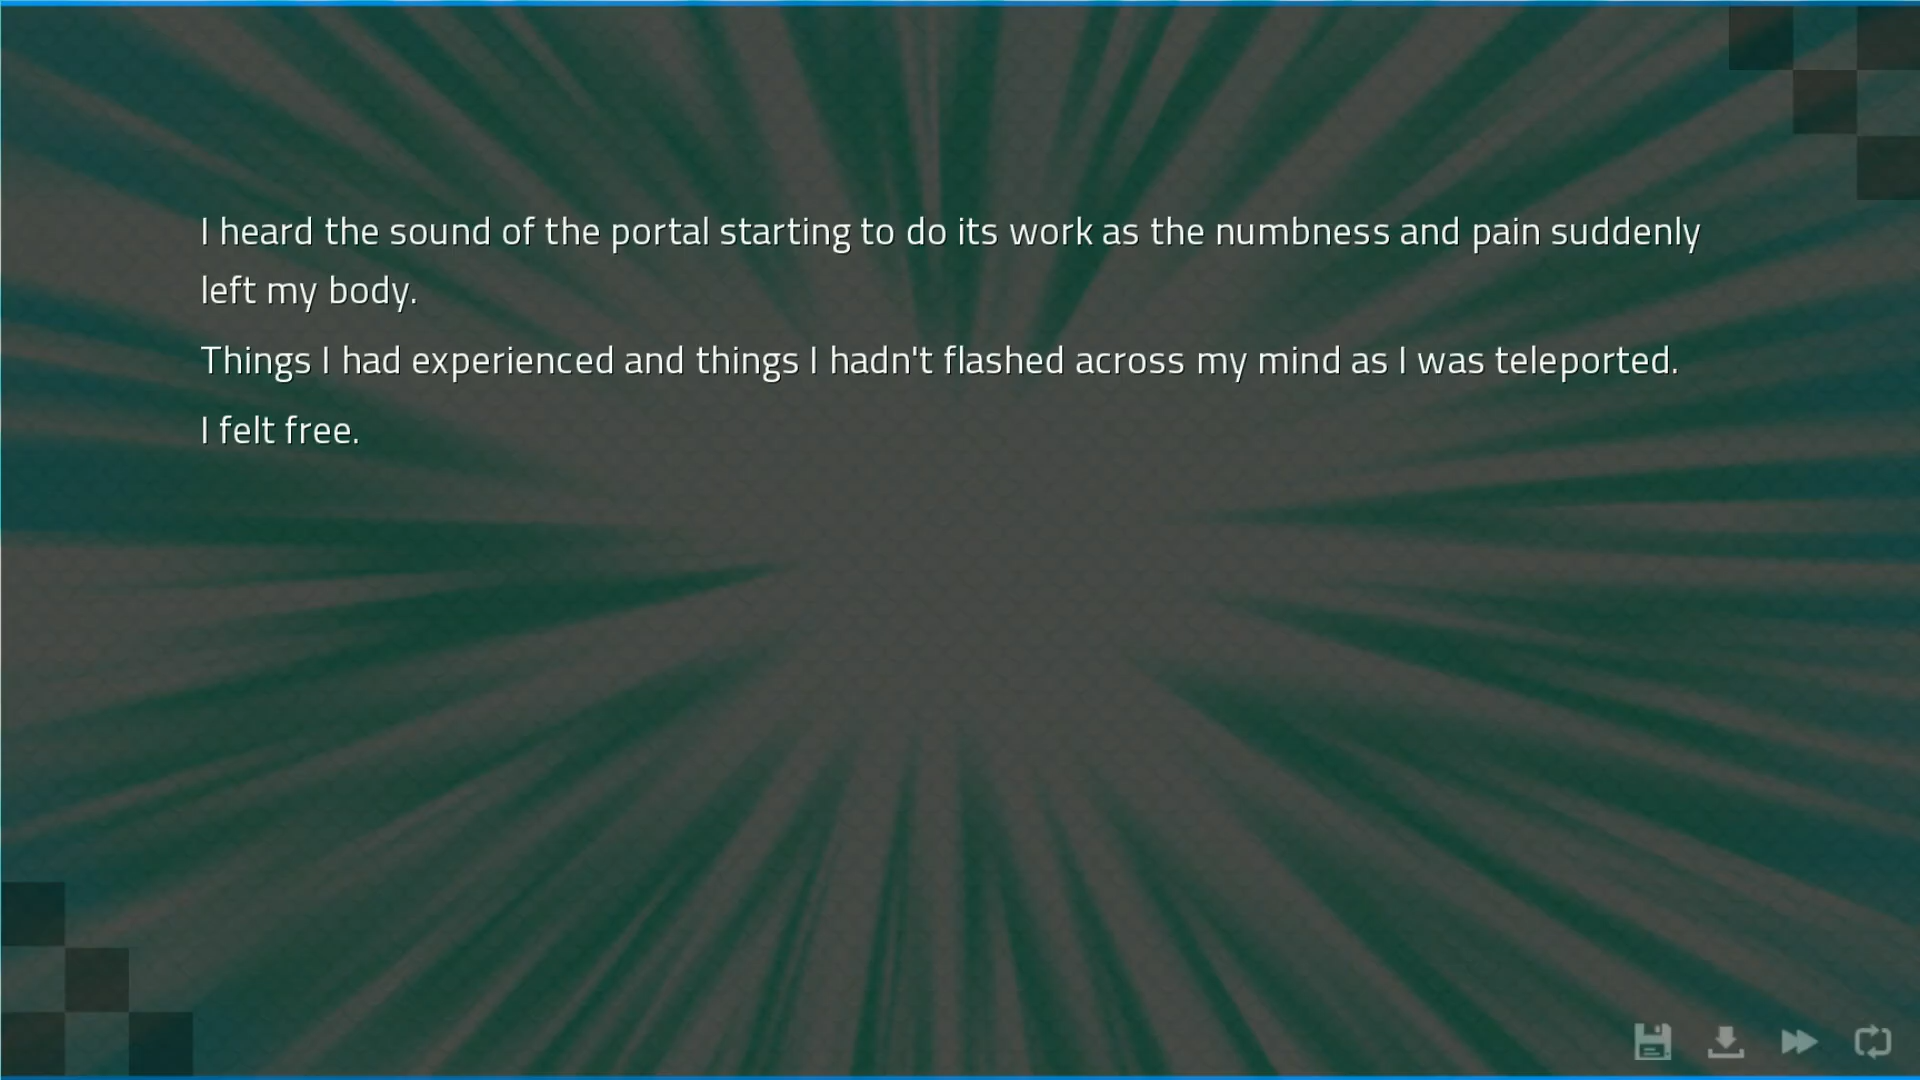 I heard the sound of the portal starting to do its work as the numbness and pain suddenly
left my body.
Things I had experienced and things I hadn't flashed across my mind as I was teleported.
I felt free.